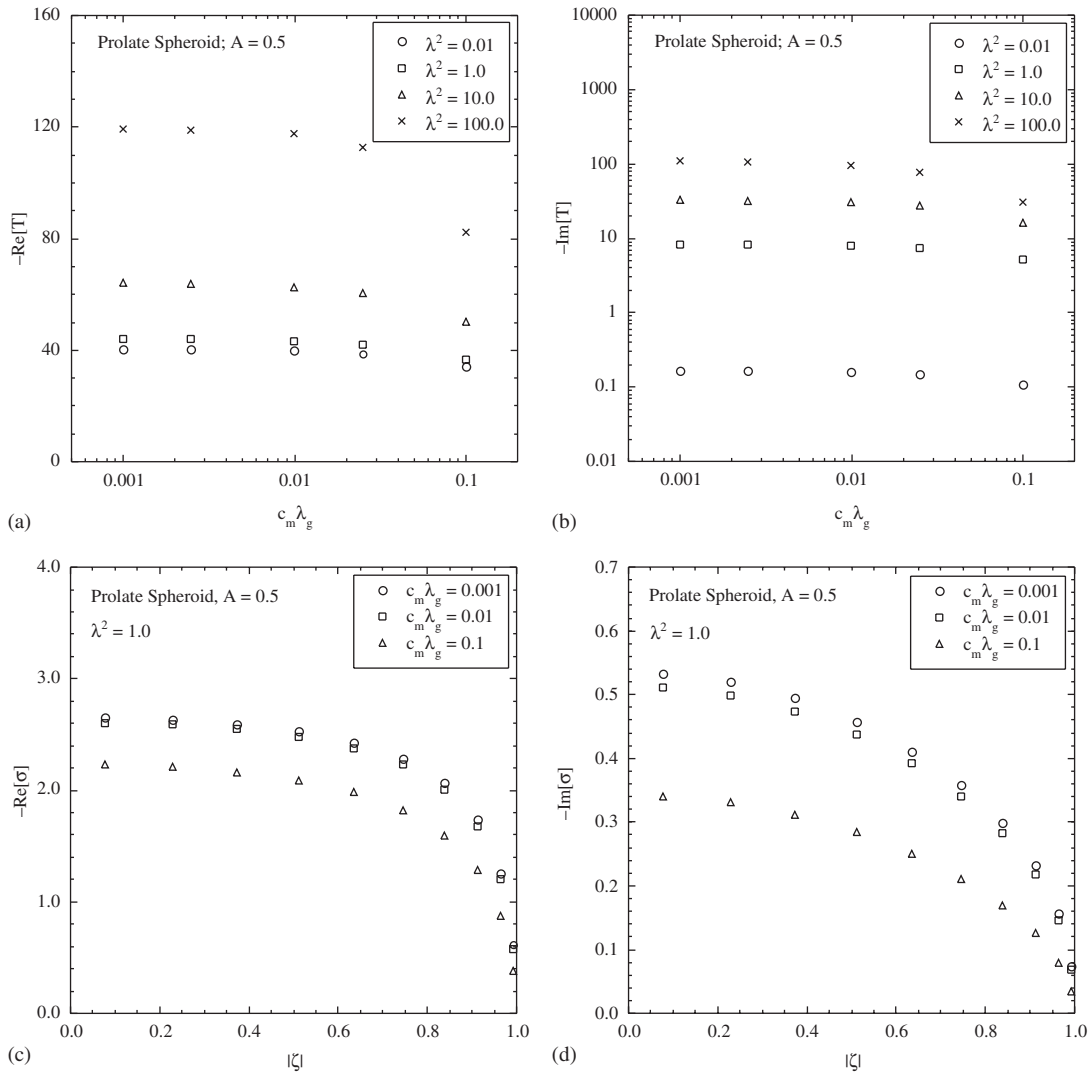 160
120
80
40
0
−Re[T]
Prolate Spheroid; A = 0.5
λ² = 0.01
λ² = 1.0
λ² = 10.0
λ² = 100.0
0.001
0.01
0.1
c_m λ_g
(a)
10000
1000
100
10
1
0.1
0.01
−Im[T]
Prolate Spheroid; A = 0.5
λ² = 0.01
λ² = 1.0
λ² = 10.0
λ² = 100.0
0.001
0.01
0.1
c_m λ_g
(b)
4.0
3.0
2.0
1.0
0.0
−Re[σ]
Prolate Spheroid, A = 0.5
λ² = 1.0
c_m λ_g = 0.001
c_m λ_g = 0.01
c_m λ_g = 0.1
0.0 0.2 0.4 0.6 0.8 1.0
|ζ|
(c)
0.7
0.6
0.5
0.4
0.3
0.2
0.1
0.0
−Im[σ]
Prolate Spheroid, A = 0.5
λ² = 1.0
c_m λ_g = 0.001
c_m λ_g = 0.01
c_m λ_g = 0.1
0.0 0.2 0.4 0.6 0.8 1.0
|ζ|
(d)